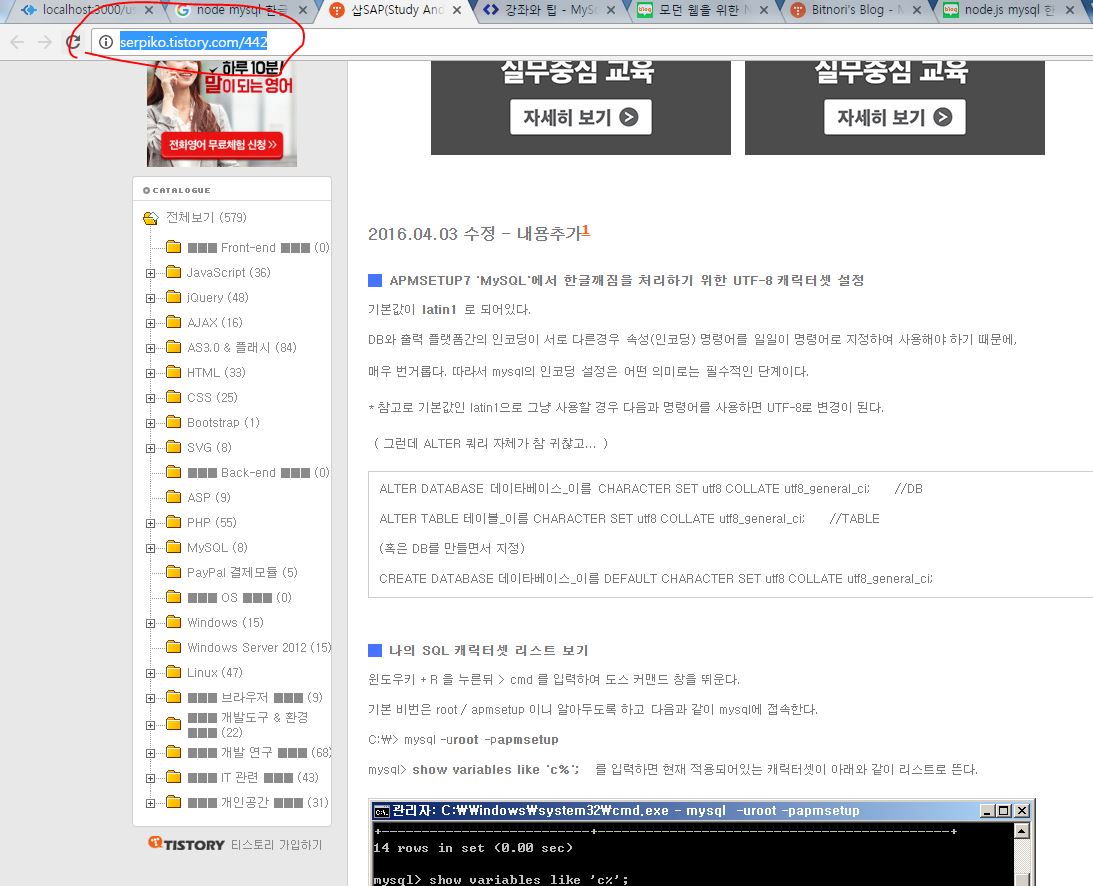 localhost:3000/us
node mysql 한글
삽SAP(Study And
강좌와 팁 - MySQ
모던 웹을 위한 N
Bitnori's Blog - M
node.js mysql 한
serpiko.tistory.com/442
하루 10분!
말이되는영어
전화영어 무료체험 신청 >>
실무중심 교육
자세히 보기
실무중심 교육
자세히 보기
CATALOGUE
전체보기 (579)
■■■ Front-end ■■■ (0)
JavaScript (36)
jQuery (48)
AJAX (16)
AS3.0 & 플래시 (84)
HTML (33)
CSS (25)
Bootstrap (1)
SVG (8)
■■■ Back-end ■■■ (0)
ASP (9)
PHP (55)
MySQL (8)
PayPal 결제모듈 (5)
■■■ OS ■■■ (0)
Windows (15)
Windows Server 2012 (15)
Linux (47)
■■■ 브라우저 ■■■ (9)
■■■ 개발도구 & 환경
■■■ (22)
■■■ 개발 연구 ■■■ (68)
■■■ IT 관련 ■■■ (43)
■■■ 개인공간 ■■■ (31)
TISTORY 티스토리 가입하기
2016.04.03 수정 - 내용추가1
■ APMSETUP7 'MySQL'에서 한글깨짐을 처리하기 위한 UTF-8 캐릭터셋 설정
기본값이 latin1 로 되어있다.
DB와 출력 플랫폼간의 인코딩이 서로 다른경우 속성(인코딩) 명령어를 일일이 명령어로 지정하여 사용해야 하기 때문에,
매우 번거롭다. 따라서 mysql의 인코딩 설정은 어떤 의미로는 필수적인 단계이다.
* 참고로 기본값인 latin1으로 그냥 사용할 경우 다음과 명령어를 사용하면 UTF-8로 변경이 된다.
( 그런데 ALTER 쿼리 자체가 참 귀찮고... )
ALTER DATABASE 데이타베이스_이름 CHARACTER SET utf8 COLLATE utf8_general_ci; //DB
ALTER TABLE 테이블_이름 CHARACTER SET utf8 COLLATE utf8_general_ci; //TABLE
(혹은 DB를 만들면서 지정)
CREATE DATABASE 데이타베이스_이름 DEFAULT CHARACTER SET utf8 COLLATE utf8_general_ci;
■ 나의 SQL 캐릭터셋 리스트 보기
윈도우키 + R 을 누른뒤 > cmd 를 입력하여 도스 커맨드 창을 뛰운다.
기본 비번은 root / apmsetup 이니 알아두도록 하고 다음과 같이 mysql에 접속한다.
C:₩> mysql -uroot -papmsetup
mysql> show variables like 'c%'; 를 입력하면 현재 적용되어있는 캐릭터셋이 아래와 같이 리스트로 뜬다.
관리자: C:₩Windows₩system32₩cmd.exe - mysql -uroot -papmsetup
14 rows in set (0.00 sec)
mysql> show variables like 'c%';